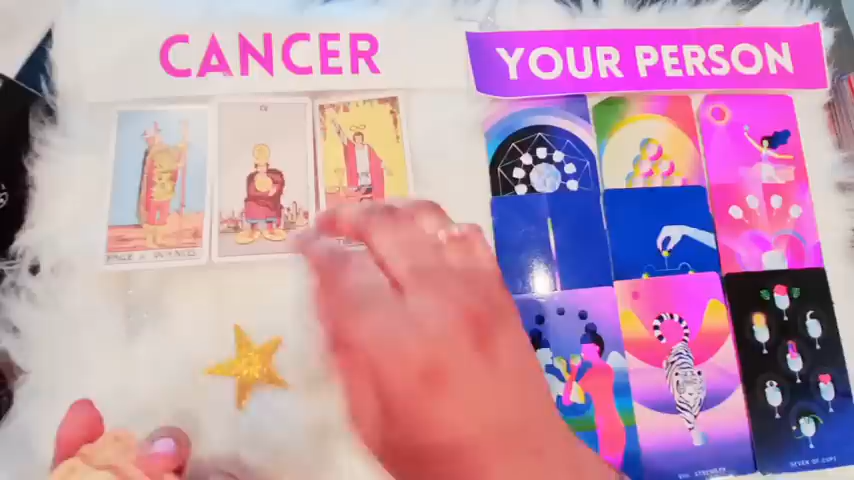 CANCER
YOUR PERSON
PAGE of WANDS.
VIII STRENGTH
SEVEN OF CUPS